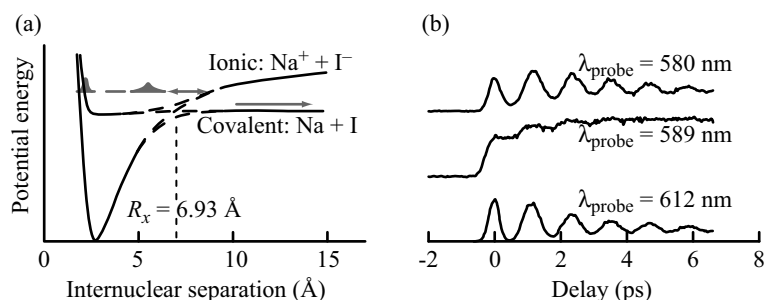 (a)
Potential energy
Ionic: Na⁺ + I⁻
Covalent: Na + I
Rₓ = 6.93 Å
0 5 10 15
Internuclear separation (Å)
(b)
λprobe = 580 nm
λprobe = 589 nm
λprobe = 612 nm
-2 0 2 4 6 8
Delay (ps)